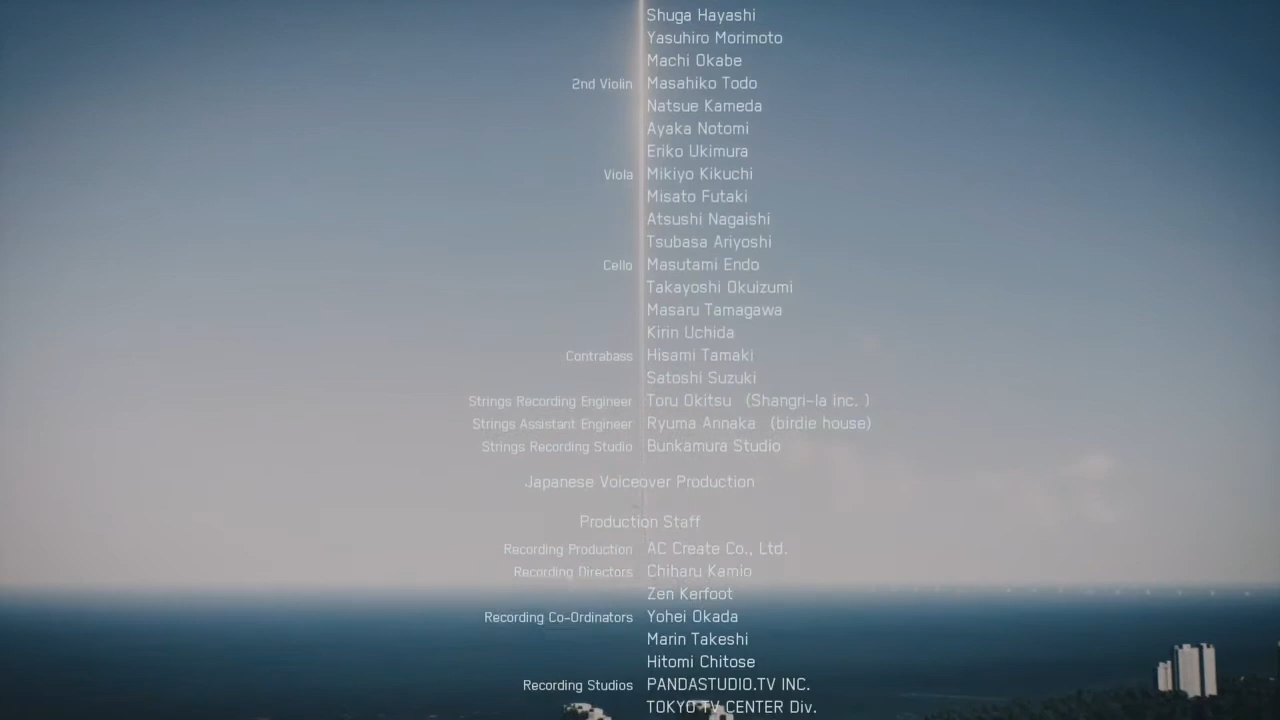 Shuga Hayashi
Yasuhiro Morimoto
Machi Okabe
2nd Violin Masahiko Todo
Natsue Kameda
Ayaka Notomi
Eriko Ukimura
Viola Mikiyo Kikuchi
Misato Futaki
Atsushi Nagaishi
Tsubasa Ariyoshi
Cello Masutami Endo
Takayoshi Okuizumi
Masaru Tamagawa
Kirin Uchida
Contrabass Hisami Tamaki
Satoshi Suzuki
Strings Recording Engineer Toru Okitsu (Shangri-la inc. )
Strings Assistant Engineer Ryuma Annaka (birdie house)
Strings Recording Studio Bunkamura Studio
Japanese Voiceover Production
Production Staff
Recording Production AC Create Co., Ltd.
Recording Directors Chiharu Kamio
Zen Kerfoot
Recording Co-Ordinators Yohei Okada
Marin Takeshi
Hitomi Chitose
Recording Studios PANDASTUDIO.TV INC.
TOKYO TV CENTER Div.